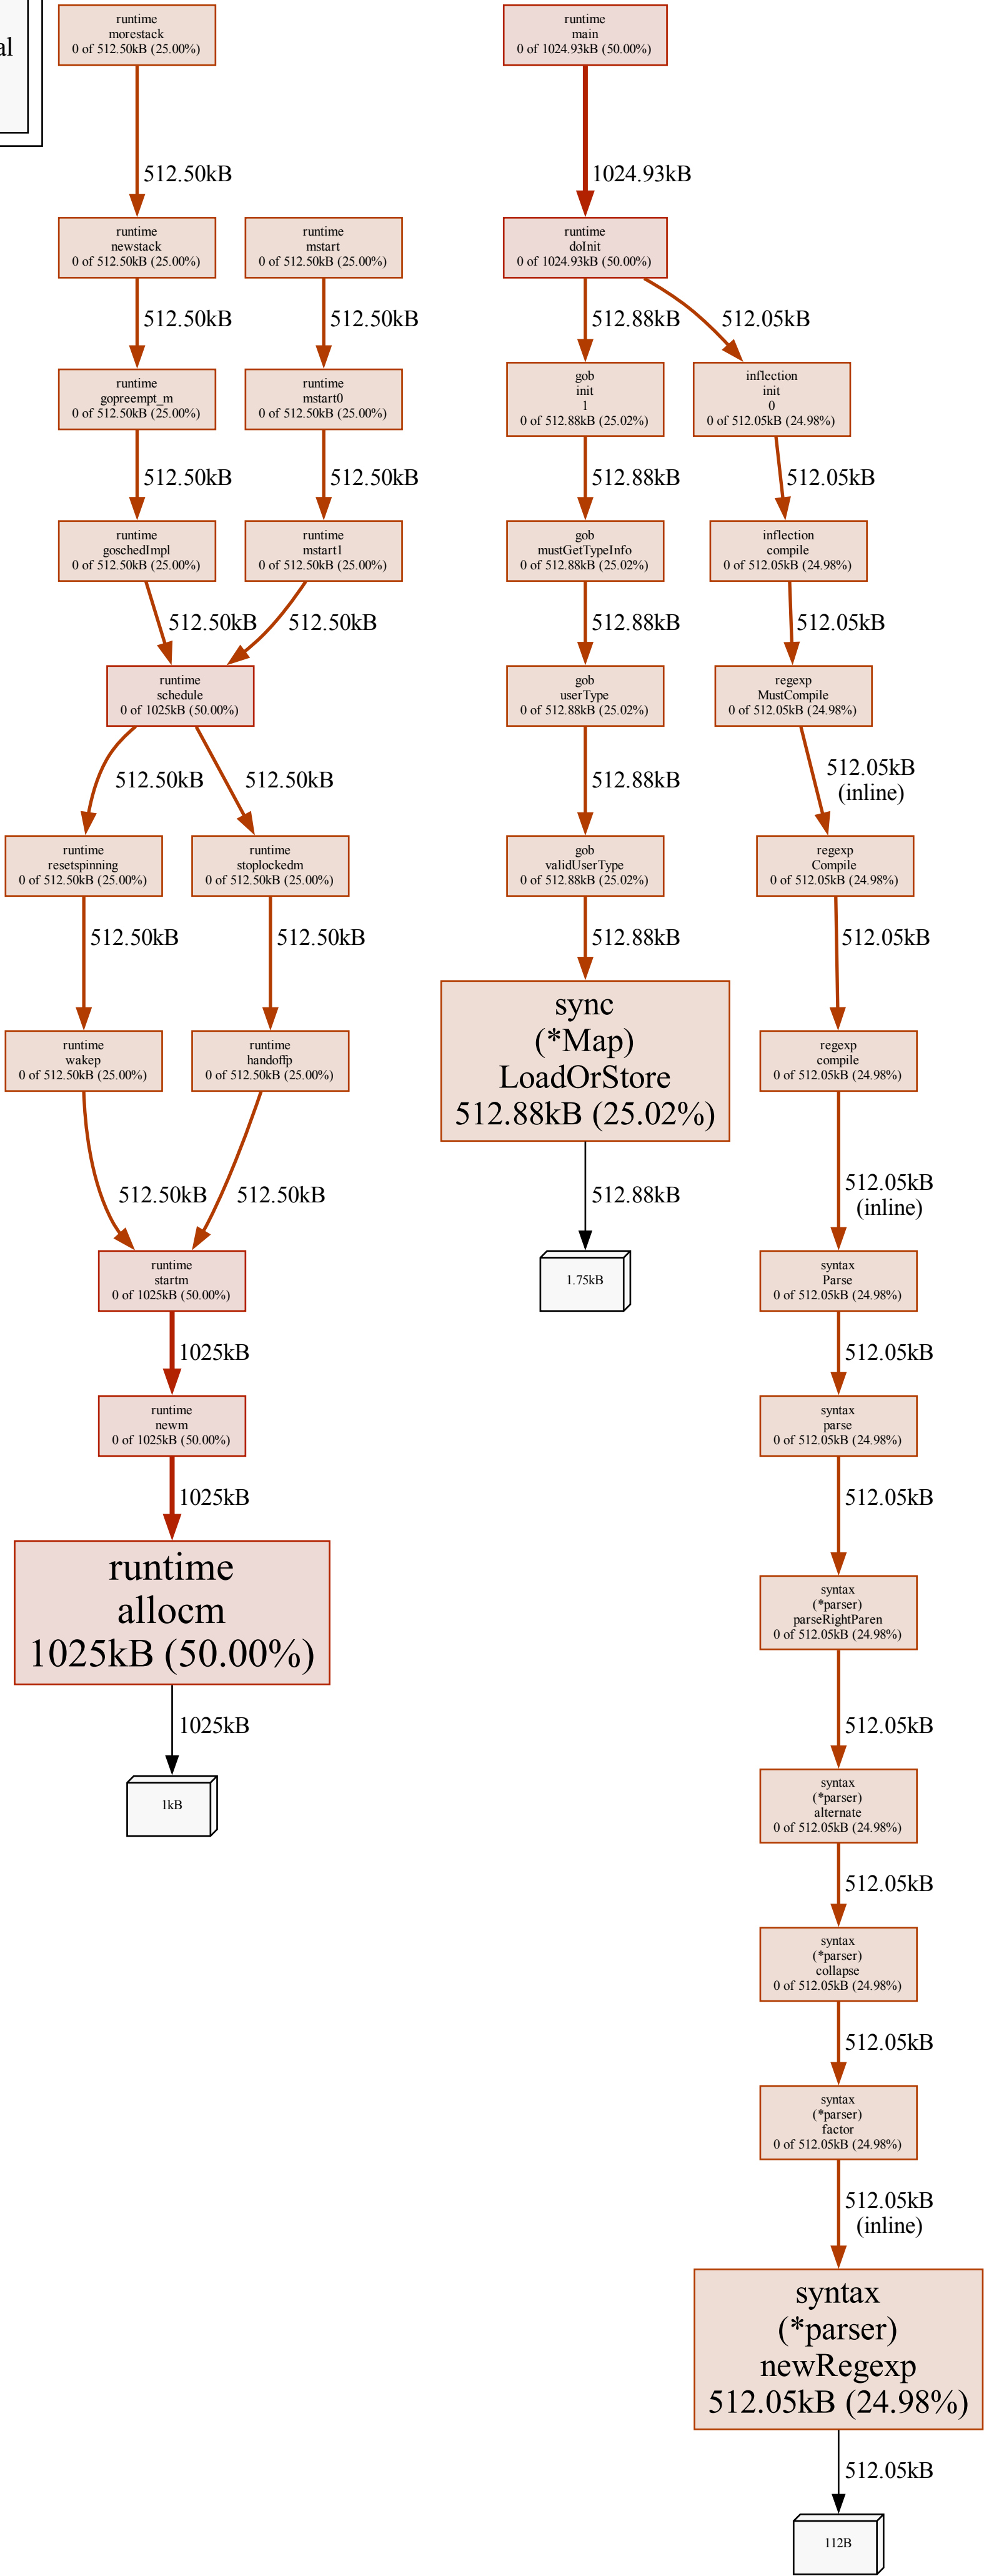 al
runtime
morestack
0 of 512.50kB (25.00%)
runtime
main
0 of 1024.93kB (50.00%)
512.50kB
1024.93kB
runtime
newstack
0 of 512.50kB (25.00%)
runtime
mstart
0 of 512.50kB (25.00%)
runtime
doInit
0 of 1024.93kB (50.00%)
512.50kB
512.50kB
512.88kB
512.05kB
runtime
gopreempt_m
0 of 512.50kB (25.00%)
runtime
mstart0
0 of 512.50kB (25.00%)
gob
init
1
0 of 512.88kB (25.02%)
inflection
init
0
0 of 512.05kB (24.98%)
512.50kB
512.50kB
512.88kB
512.05kB
runtime
goschedImpl
0 of 512.50kB (25.00%)
runtime
mstart1
0 of 512.50kB (25.00%)
gob
mustGetTypeInfo
0 of 512.88kB (25.02%)
inflection
compile
0 of 512.05kB (24.98%)
512.50kB
512.50kB
512.88kB
512.05kB
runtime
schedule
0 of 1025kB (50.00%)
gob
userType
0 of 512.88kB (25.02%)
regexp
MustCompile
0 of 512.05kB (24.98%)
512.50kB
512.50kB
512.88kB
512.05kB
(inline)
runtime
resetspinning
0 of 512.50kB (25.00%)
runtime
stoplockedm
0 of 512.50kB (25.00%)
gob
validUserType
0 of 512.88kB (25.02%)
regexp
Compile
0 of 512.05kB (24.98%)
512.50kB
512.50kB
512.88kB
512.05kB
runtime
wakep
0 of 512.50kB (25.00%)
runtime
handoffp
0 of 512.50kB (25.00%)
sync
(*Map)
LoadOrStore
512.88kB (25.02%)
regexp
compile
0 of 512.05kB (24.98%)
512.50kB
512.50kB
512.88kB
512.05kB
(inline)
runtime
startm
0 of 1025kB (50.00%)
1.75kB
syntax
Parse
0 of 512.05kB (24.98%)
1025kB
512.05kB
runtime
newm
0 of 1025kB (50.00%)
syntax
parse
0 of 512.05kB (24.98%)
1025kB
512.05kB
runtime
allocm
1025kB (50.00%)
syntax
(*parser)
parseRightParen
0 of 512.05kB (24.98%)
1025kB
512.05kB
1kB
syntax
(*parser)
alternate
0 of 512.05kB (24.98%)
512.05kB
syntax
(*parser)
collapse
0 of 512.05kB (24.98%)
512.05kB
syntax
(*parser)
factor
0 of 512.05kB (24.98%)
512.05kB
(inline)
syntax
(*parser)
newRegexp
512.05kB (24.98%)
512.05kB
112B